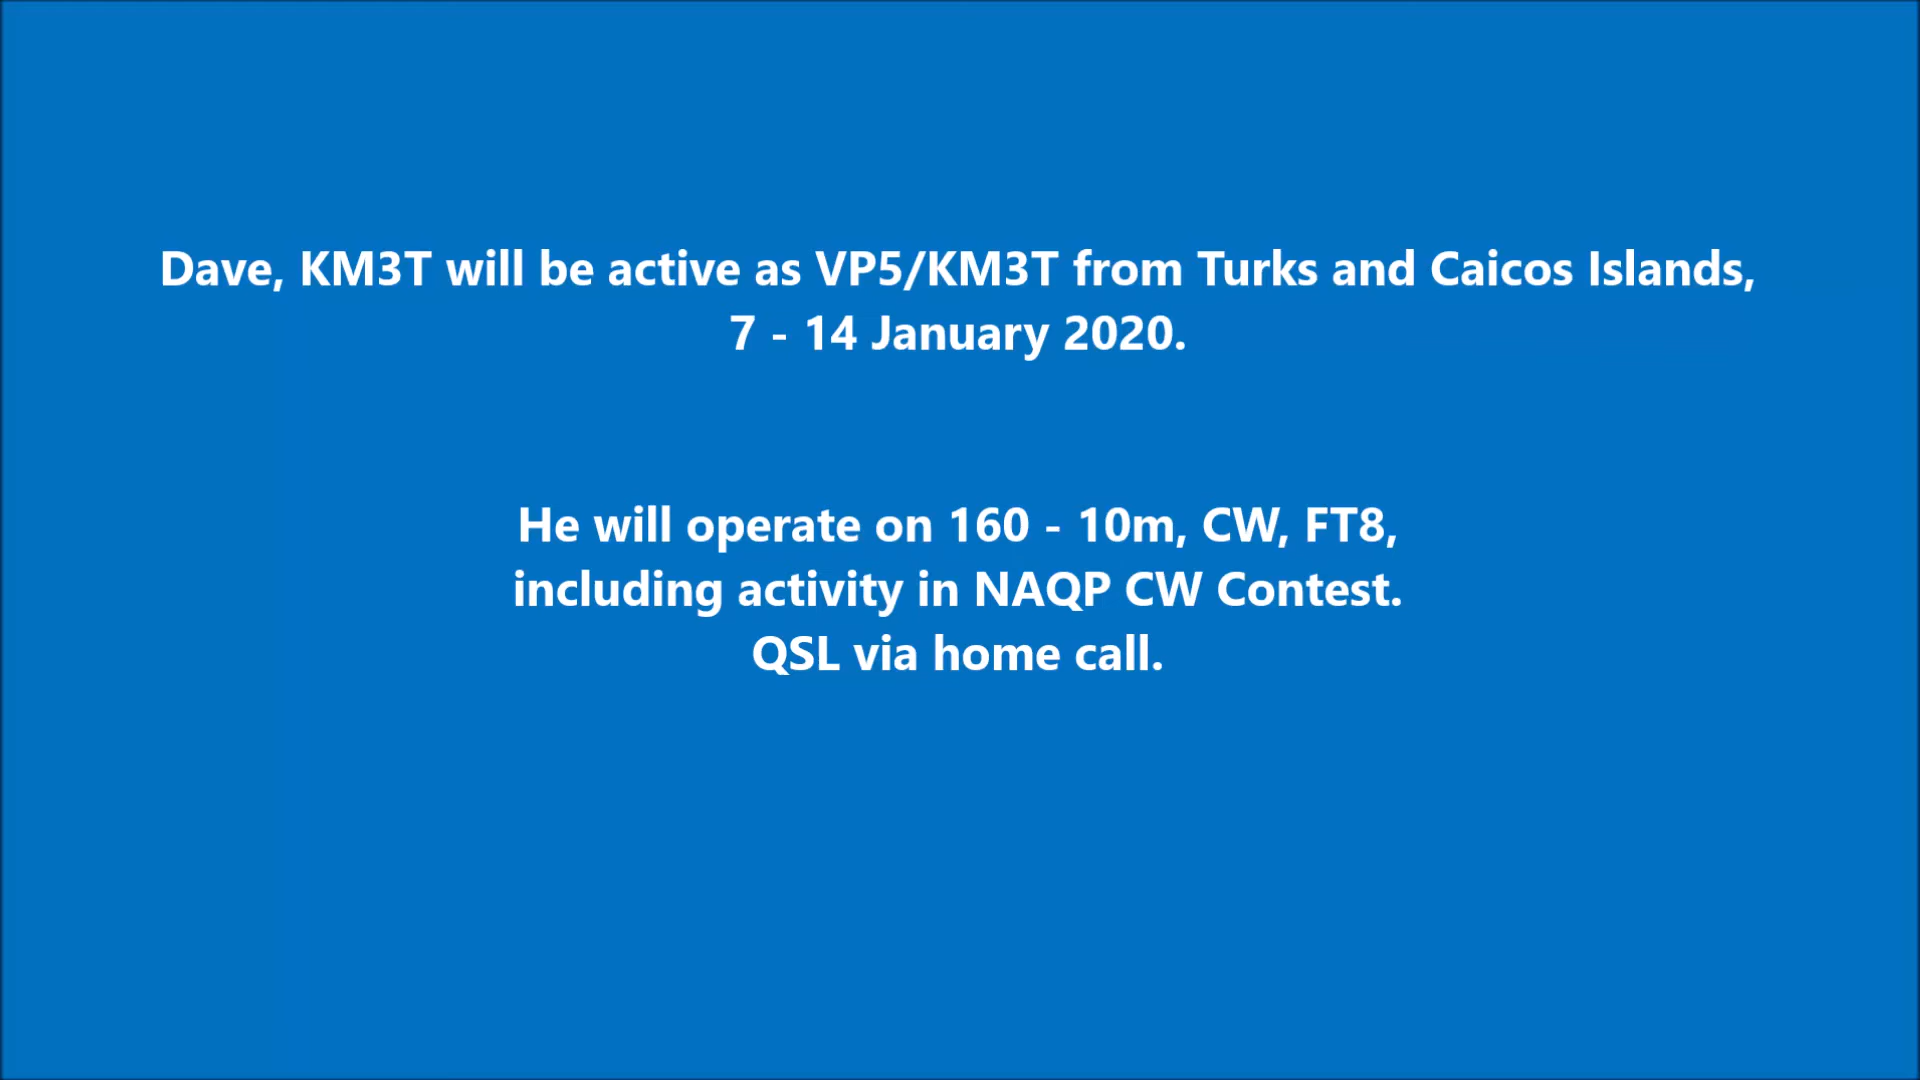 Dave, KM3T will be active as VP5/KM3T from Turks and Caicos Islands,
7 - 14 January 2020.
He will operate on 160 - 10m, CW, FT8,
including activity in NAQP CW Contest.
QSL via home call.